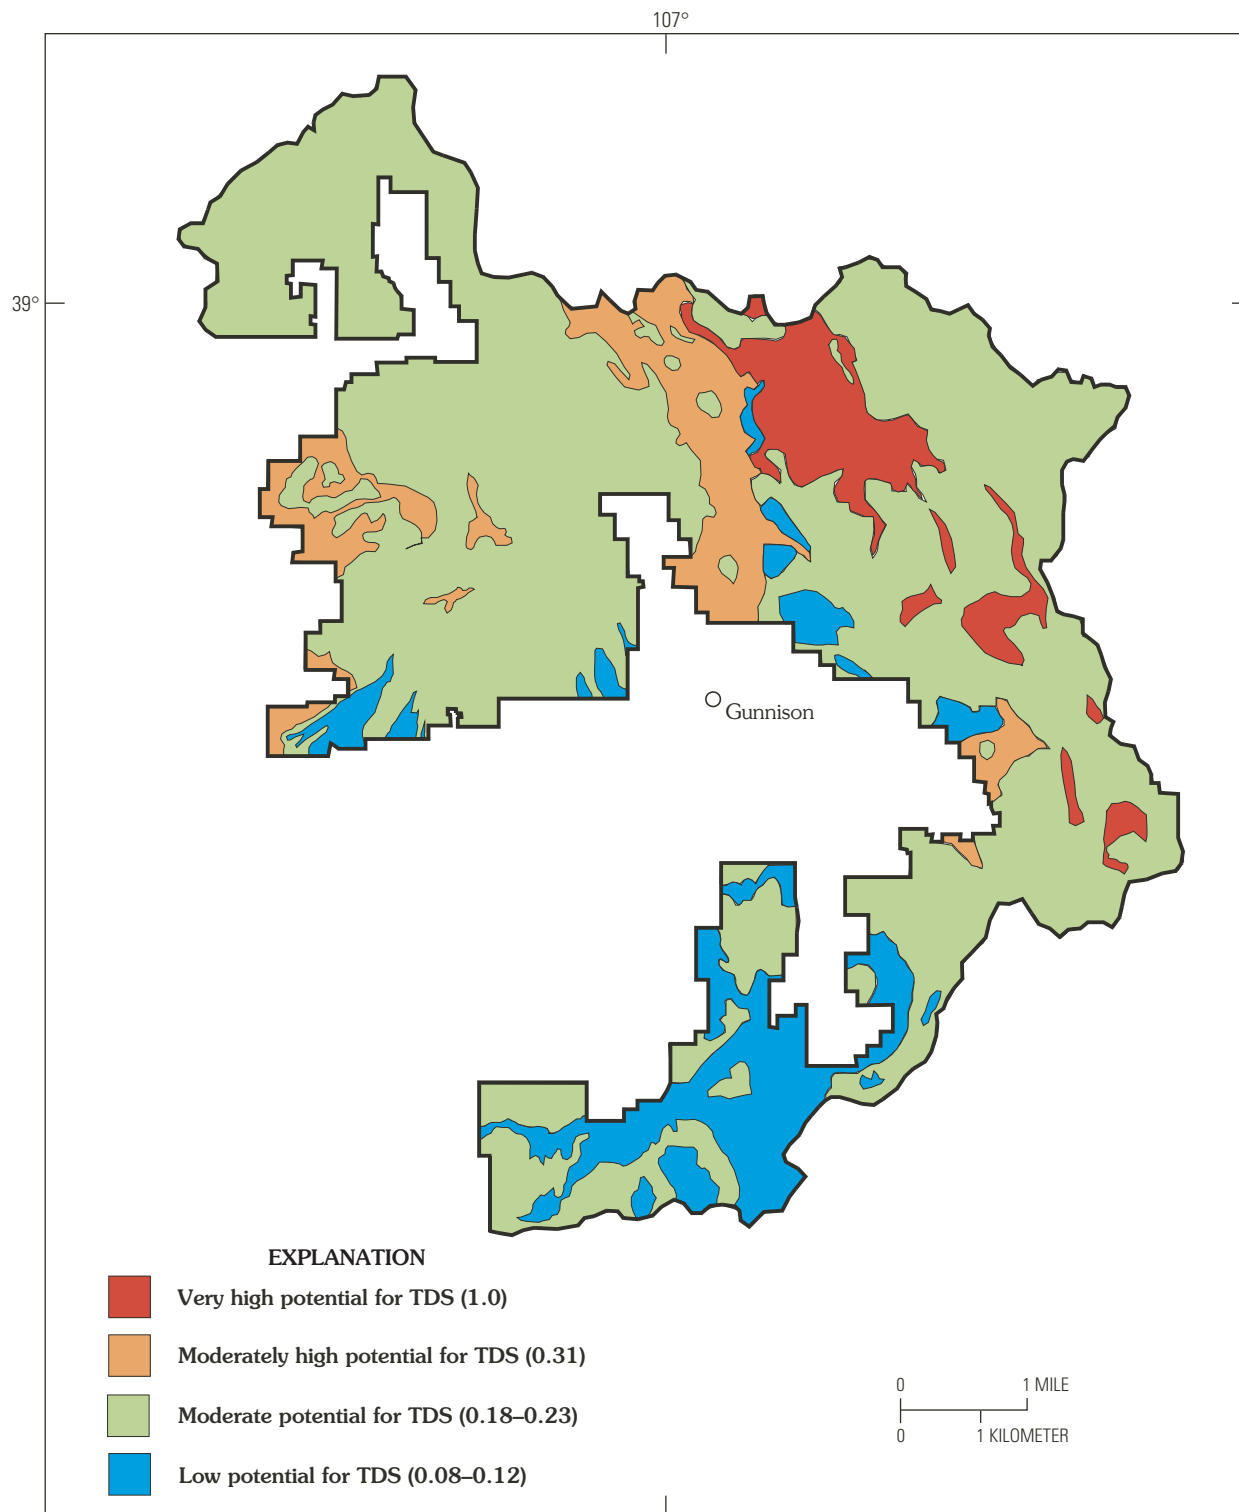 107°
39°
Gunnison
EXPLANATION
Very high potential for TDS (1.0)
Moderately high potential for TDS (0.31)
Moderate potential for TDS (0.18–0.23)
Low potential for TDS (0.08–0.12)
0 1 MILE
0 1 KILOMETER